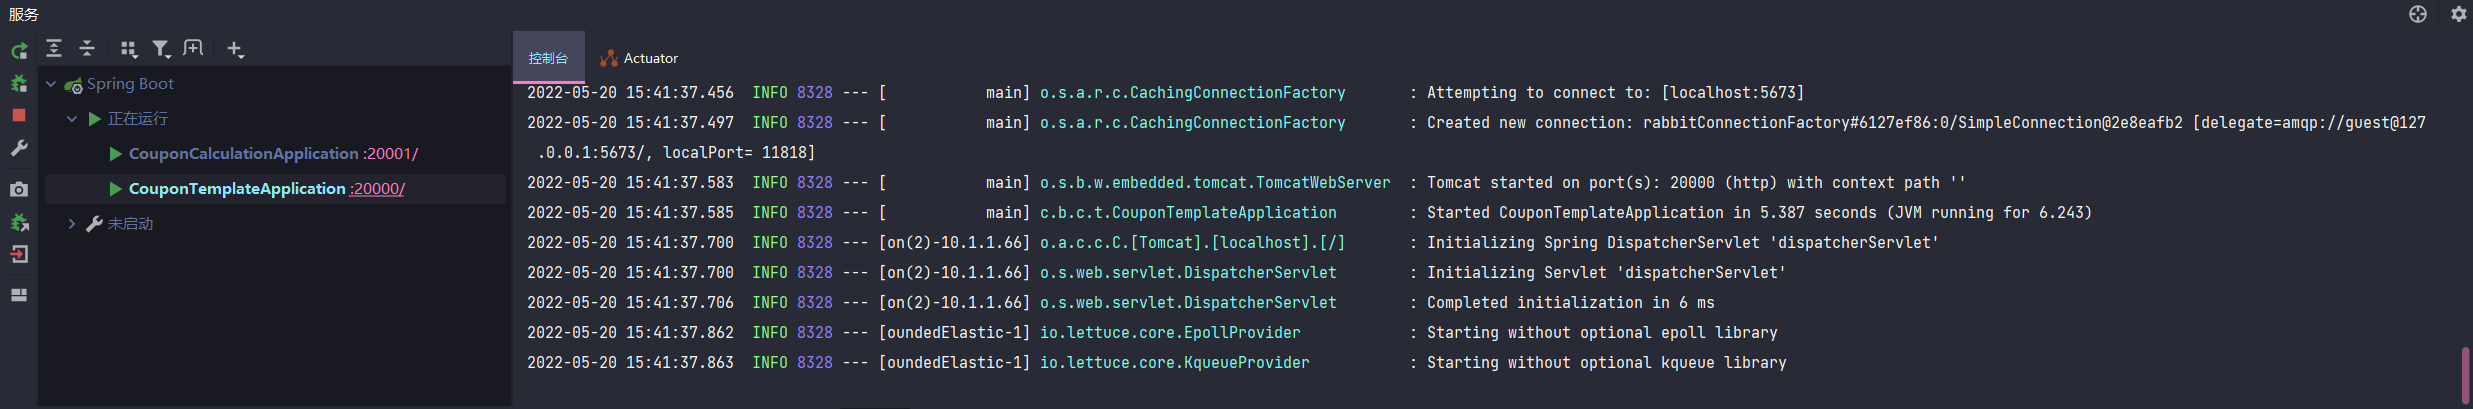 服务
Spring Boot
正在运行
CouponCalculationApplication :20001/
CouponTemplateApplication :20000/
未启动
控制台 Actuator
2022-05-20 15:41:37.456  INFO 8328 --- [           main] o.s.a.r.c.CachingConnectionFactory       : Attempting to connect to: [localhost:5673]
2022-05-20 15:41:37.497  INFO 8328 --- [           main] o.s.a.r.c.CachingConnectionFactory       : Created new connection: rabbitConnectionFactory#6127ef86:0/SimpleConnection@2e8eafb2 [delegate=amqp://guest@127
.0.0.1:5673/, localPort= 11818]
2022-05-20 15:41:37.583  INFO 8328 --- [           main] o.s.b.w.embedded.tomcat.TomcatWebServer  : Tomcat started on port(s): 20000 (http) with context path ''
2022-05-20 15:41:37.585  INFO 8328 --- [           main] c.b.c.t.CouponTemplateApplication        : Started CouponTemplateApplication in 5.387 seconds (JVM running for 6.243)
2022-05-20 15:41:37.700  INFO 8328 --- [on(2)-10.1.1.66] o.a.c.c.C.[Tomcat].[localhost].[/]       : Initializing Spring DispatcherServlet 'dispatcherServlet'
2022-05-20 15:41:37.700  INFO 8328 --- [on(2)-10.1.1.66] o.s.web.servlet.DispatcherServlet        : Initializing Servlet 'dispatcherServlet'
2022-05-20 15:41:37.706  INFO 8328 --- [on(2)-10.1.1.66] o.s.web.servlet.DispatcherServlet        : Completed initialization in 6 ms
2022-05-20 15:41:37.862  INFO 8328 --- [oundedElastic-1] io.lettuce.core.EpollProvider            : Starting without optional epoll library
2022-05-20 15:41:37.863  INFO 8328 --- [oundedElastic-1] io.lettuce.core.KqueueProvider           : Starting without optional kqueue library